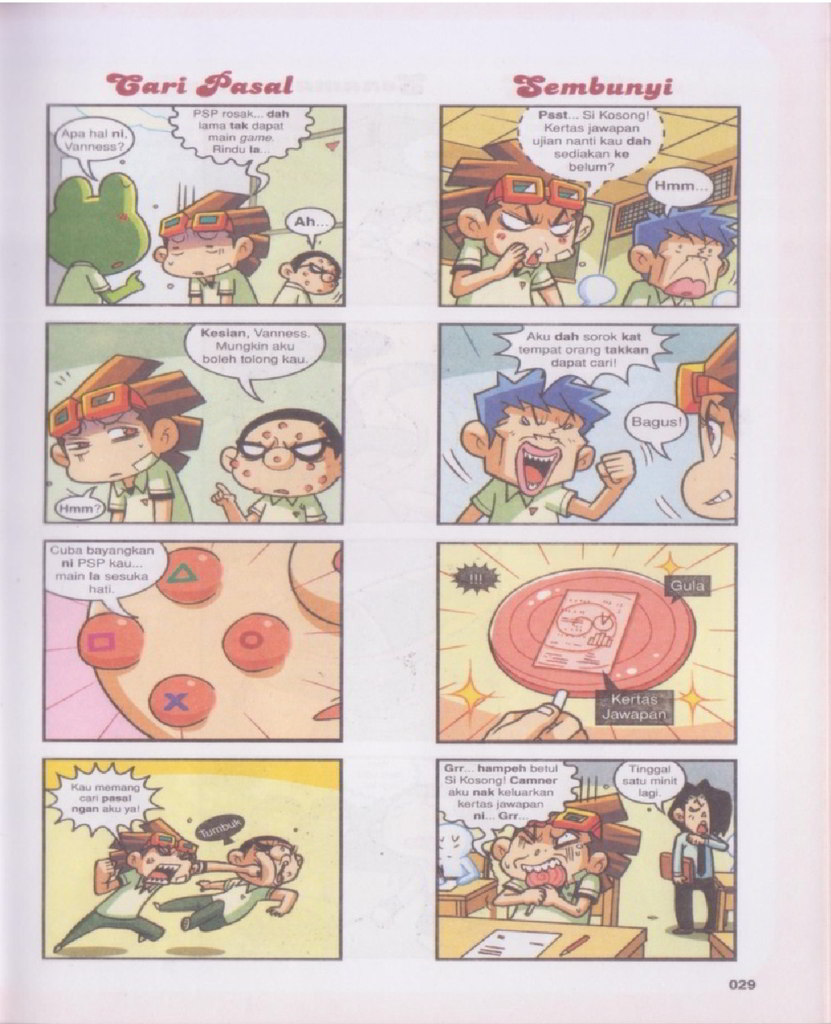 Cari Pasal
Apa hal ni,
Vanness?
PSP rosak... dah
lama tak dapat
main game.
Rindu la...
Ah...
Kesian, Vanness.
Mungkin aku
boleh tolong kau.
Hmm?
Cuba bayangkan
ni PSP kau...
main la sesuka
hati.
Kau memang
cari pasal
ngan aku ya!
Tumbuk
Sembunyi
Psst... Si Kosong!
Kertas jawapan
ujian nanti kau dah
sediakan ke
belum?
Hmm...
Aku dah sorok kat
tempat orang takkan
dapat cari!
Bagus!
!!!
Gula
Kertas
Jawapan
Grr... hampeh betul
Si Kosong! Camner
aku nak keluarkan
kertas jawapan
ni... Grr...
Tinggal
satu minit
lagi.
029